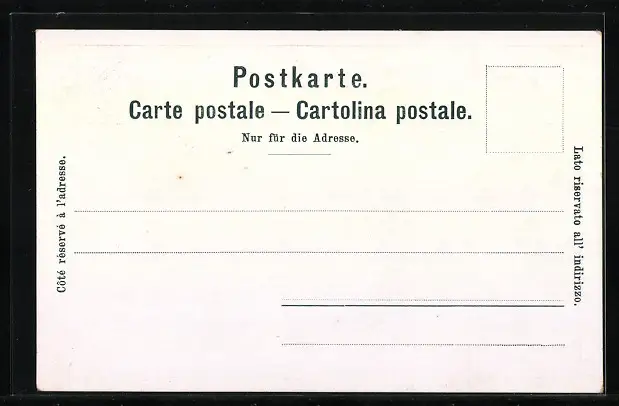 Postkarte.
Carte postale — Cartolina postale.
Nur für die Adresse.
Côté réservé à l'adresse.
Lato riservato all' indirizzo.